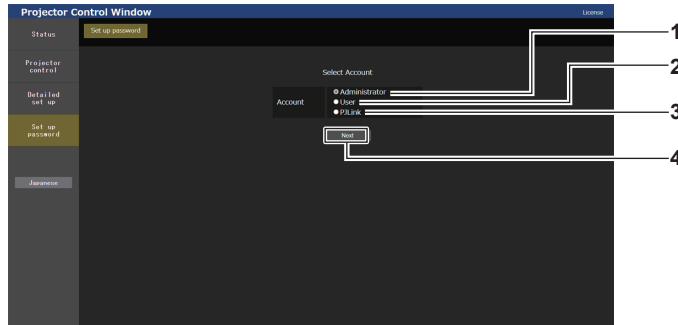 Projector Control Window
License
Status
Set up password
Projector
control
Detailed
set up
Set up
password
Japanese
Select Account
Account
Administrator
User
PJLink
Next
1
2
3
4